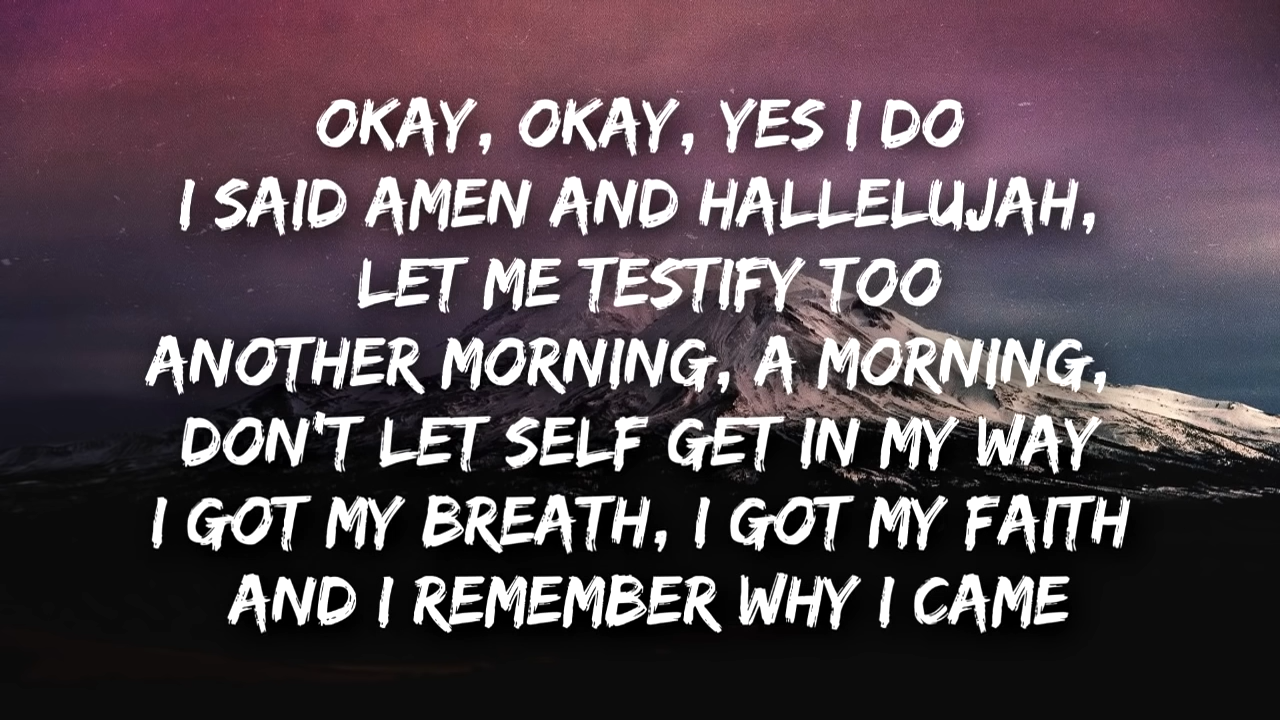 OKAY, OKAY, YES I DO
I SAID AMEN AND HALLELUJAH,
LET ME TESTIFY TOO
ANOTHER MORNING, A MORNING,
DON'T LET SELF GET IN MY WAY
I GOT MY BREATH, I GOT MY FAITH
AND I REMEMBER WHY I CAME